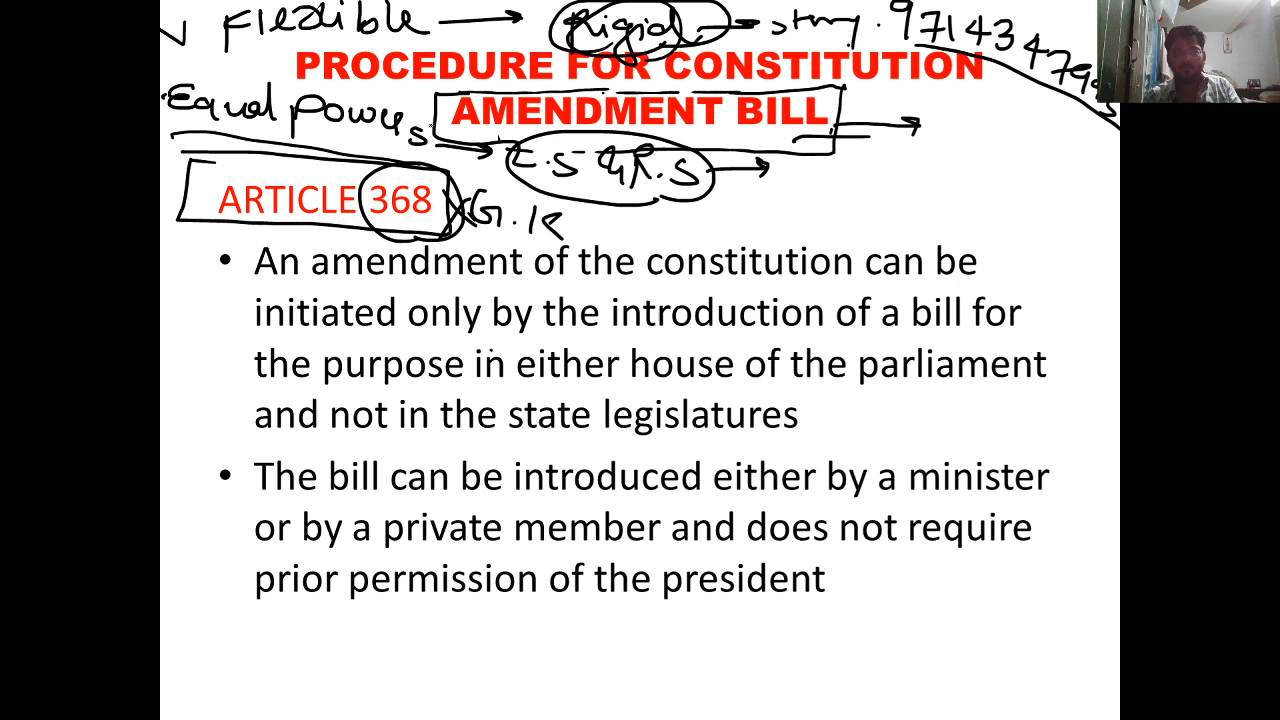 Flexible → Rigid → strong.
PROCEDURE FOR CONSTITUTION
Equal Powers
AMENDMENT BILL
L.S & R.S
ARTICLE 368
• An amendment of the constitution can be
initiated only by the introduction of a bill for
the purpose in either house of the parliament
and not in the state legislatures
• The bill can be introduced either by a minister
or by a private member and does not require
prior permission of the president